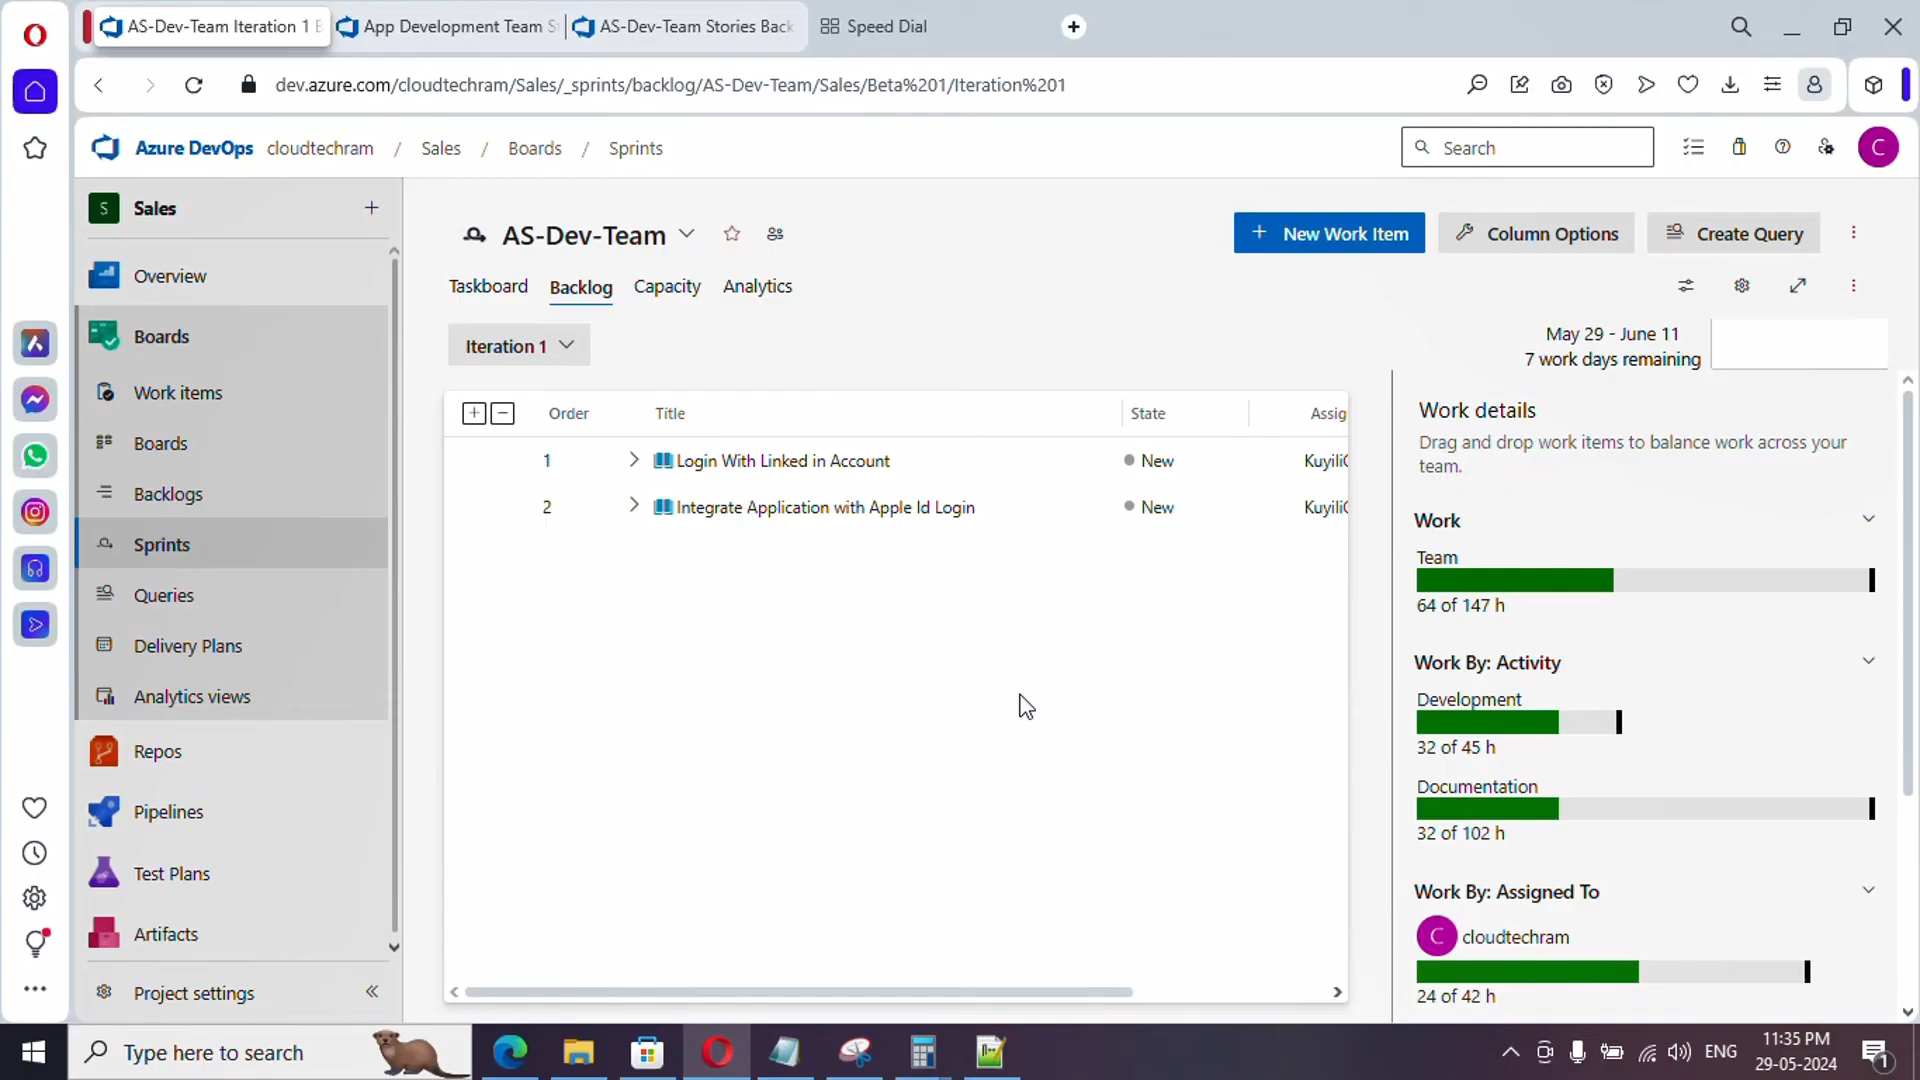 AS-Dev-Team Iteration 1 B
App Development Team S
AS-Dev-Team Stories Back
Speed Dial
dev.azure.com/cloudtechram/Sales/_sprints/backlog/AS-Dev-Team/Sales/Beta%201/Iteration%201
Azure DevOps cloudtechram / Sales / Boards / Sprints
Search
C
S Sales
Overview
Boards
Work items
Boards
Backlogs
Sprints
Queries
Delivery Plans
Analytics views
Repos
Pipelines
Test Plans
Artifacts
Project settings
AS-Dev-Team
New Work Item
Column Options
Create Query
Taskboard Backlog Capacity Analytics
Iteration 1
May 29 - June 11
7 work days remaining
Order Title State Assig
1 Login With Linked in Account New KuyiliC
2 Integrate Application with Apple Id Login New KuyiliC
Work details
Drag and drop work items to balance work across your
team.
Work
Team
64 of 147 h
Work By: Activity
Development
32 of 45 h
Documentation
32 of 102 h
Work By: Assigned To
C cloudtechram
24 of 42 h
Type here to search
ENG
11:35 PM
29-05-2024
1